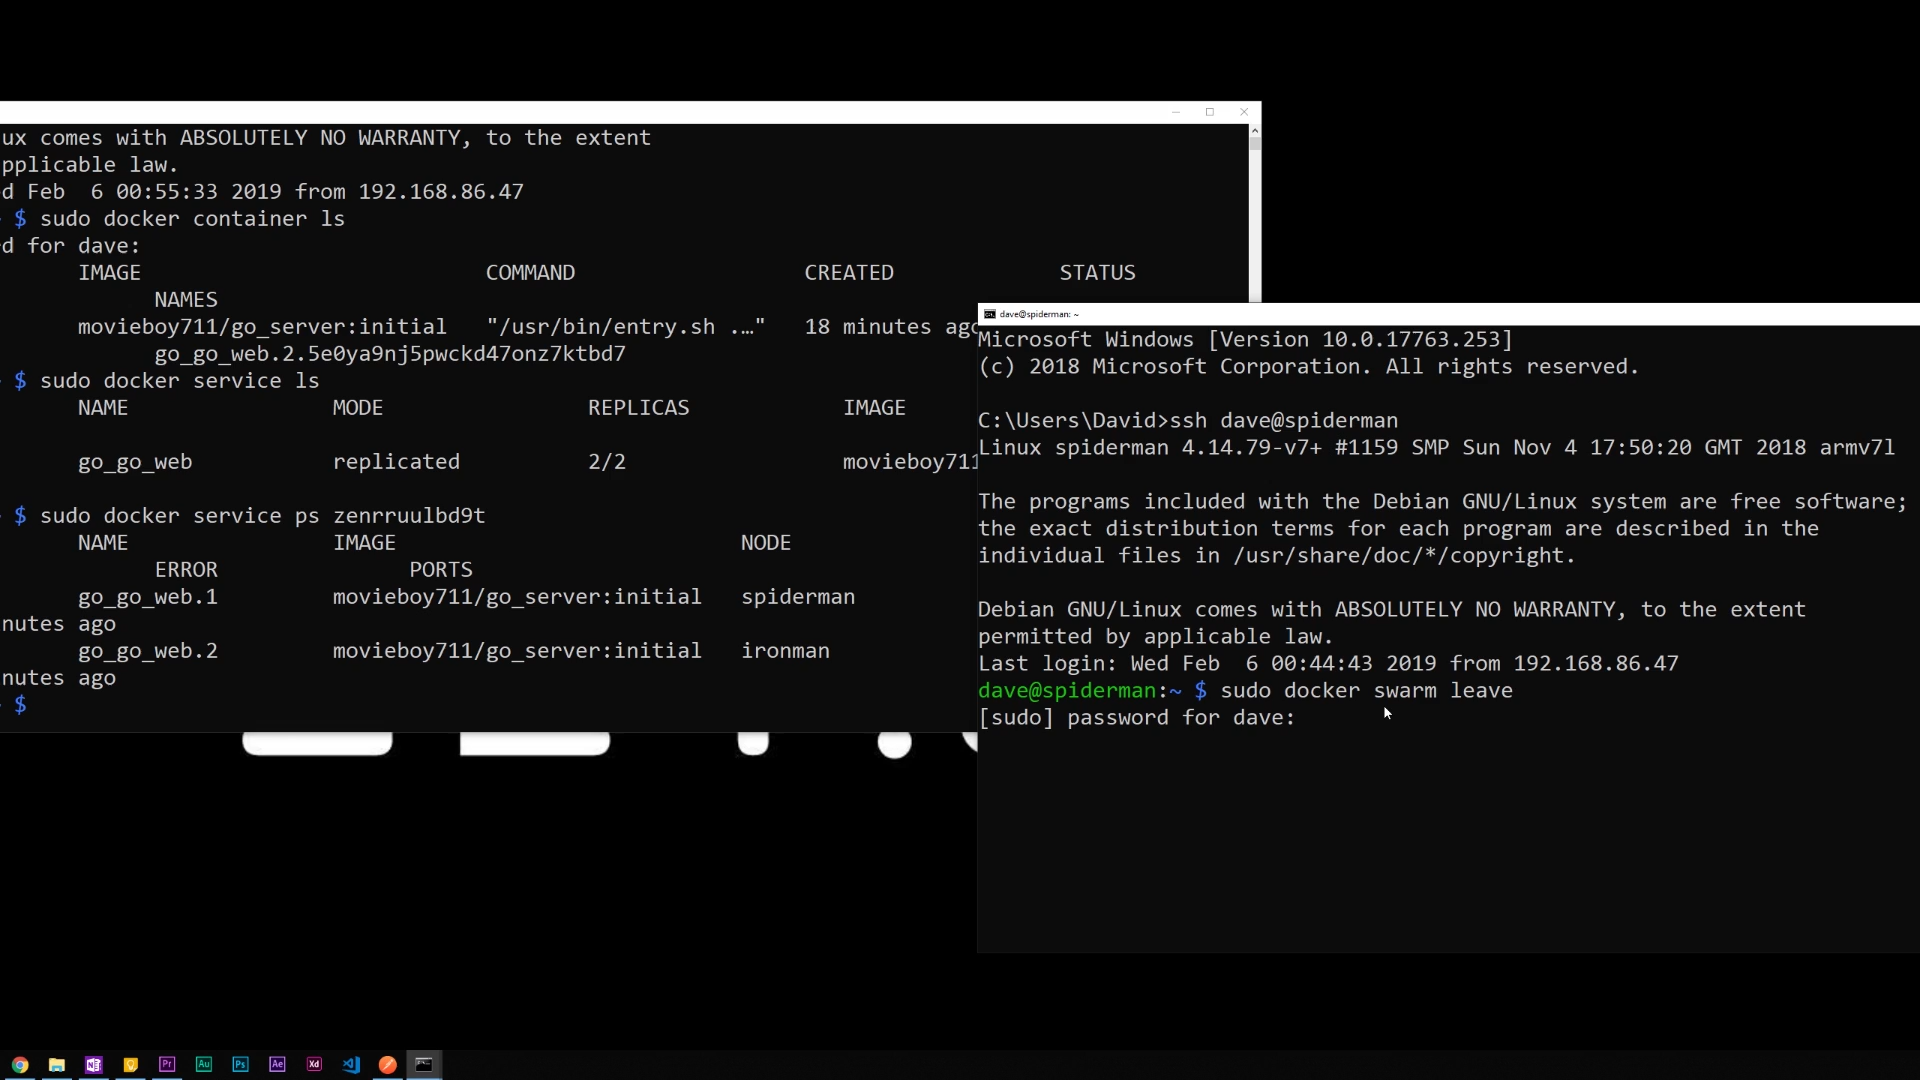 ux comes with ABSOLUTELY NO WARRANTY, to the extent
pplicable law.
d Feb  6 00:55:33 2019 from 192.168.86.47
$ sudo docker container ls
d for dave:
IMAGE COMMAND CREATED STATUS
NAMES
movieboy711/go_server:initial "/usr/bin/entry.sh .…" 18 minutes ago
go_go_web.2.5e0ya9nj5pwckd47onz7ktbd7
$ sudo docker service ls
NAME MODE REPLICAS IMAGE
go_go_web replicated 2/2 movieboy711
$ sudo docker service ps zenrruulbd9t
NAME IMAGE NODE
ERROR PORTS
go_go_web.1 movieboy711/go_server:initial spiderman
nutes ago
go_go_web.2 movieboy711/go_server:initial ironman
nutes ago
$
dave@spiderman: ~
Microsoft Windows [Version 10.0.17763.253]
(c) 2018 Microsoft Corporation. All rights reserved.
C:\Users\David>ssh dave@spiderman
Linux spiderman 4.14.79-v7+ #1159 SMP Sun Nov 4 17:50:20 GMT 2018 armv7l
The programs included with the Debian GNU/Linux system are free software;
the exact distribution terms for each program are described in the
individual files in /usr/share/doc/*/copyright.
Debian GNU/Linux comes with ABSOLUTELY NO WARRANTY, to the extent
permitted by applicable law.
Last login: Wed Feb  6 00:44:43 2019 from 192.168.86.47
dave@spiderman:~ $ sudo docker swarm leave
[sudo] password for dave:
N
Pr
Au
Ps
Ae
Xd